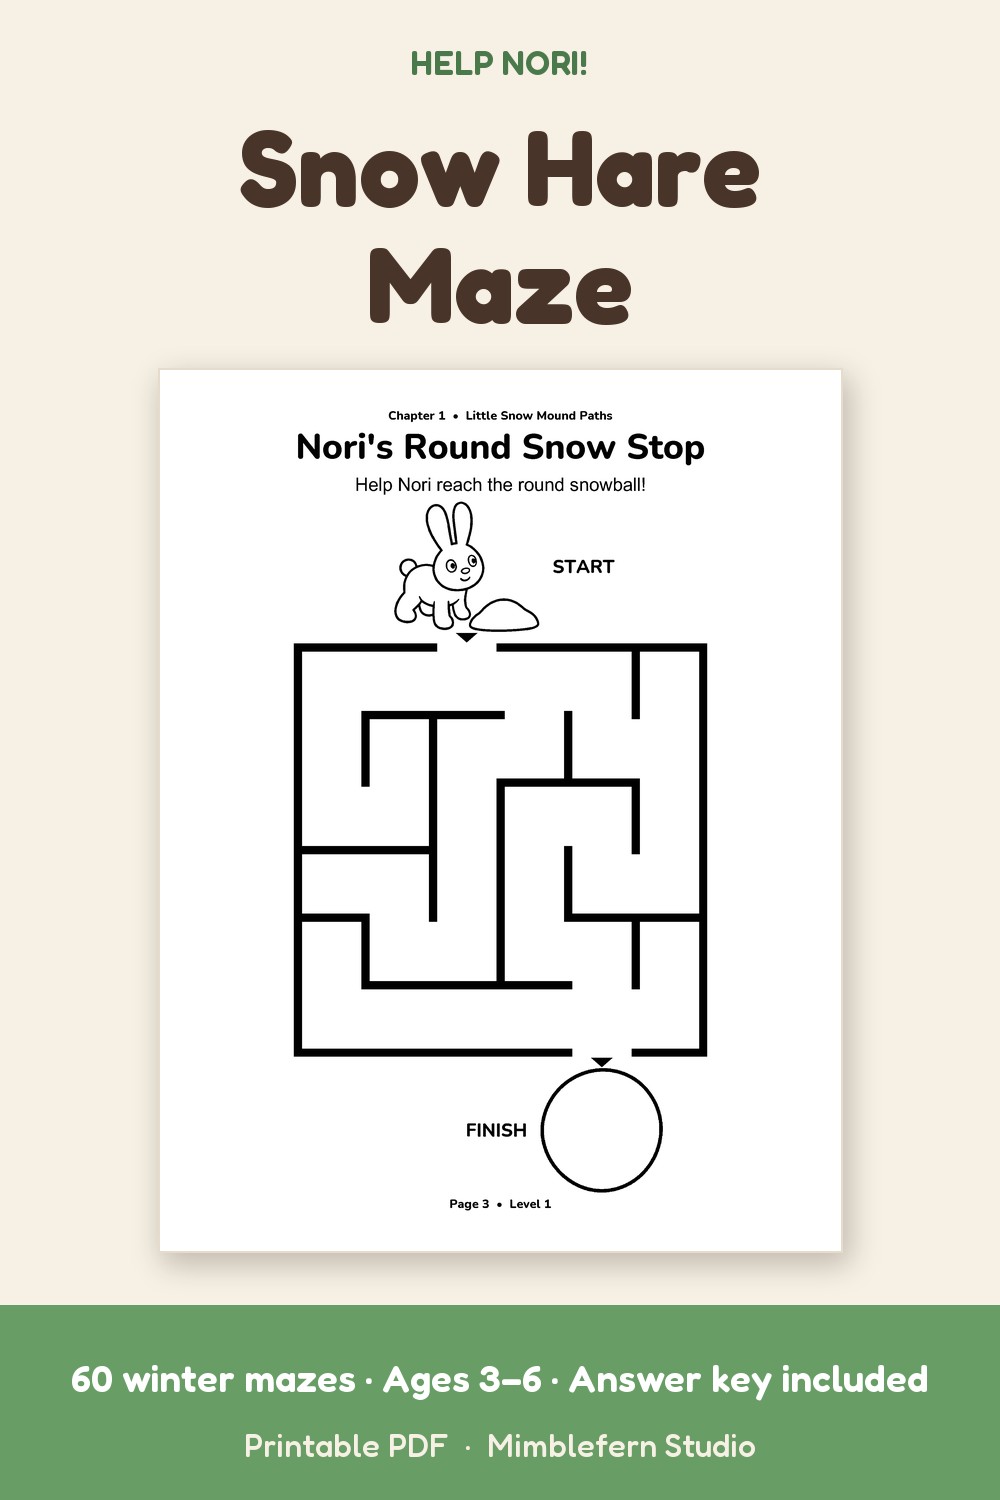 HELP NORI!
Snow Hare
Maze
Chapter 1 • Little Snow Mound Paths
Nori's Round Snow Stop
Help Nori reach the round snowball!
START
FINISH
Page 3 • Level 1
60 winter mazes · Ages 3–6 · Answer key included
Printable PDF · Mimblefern Studio